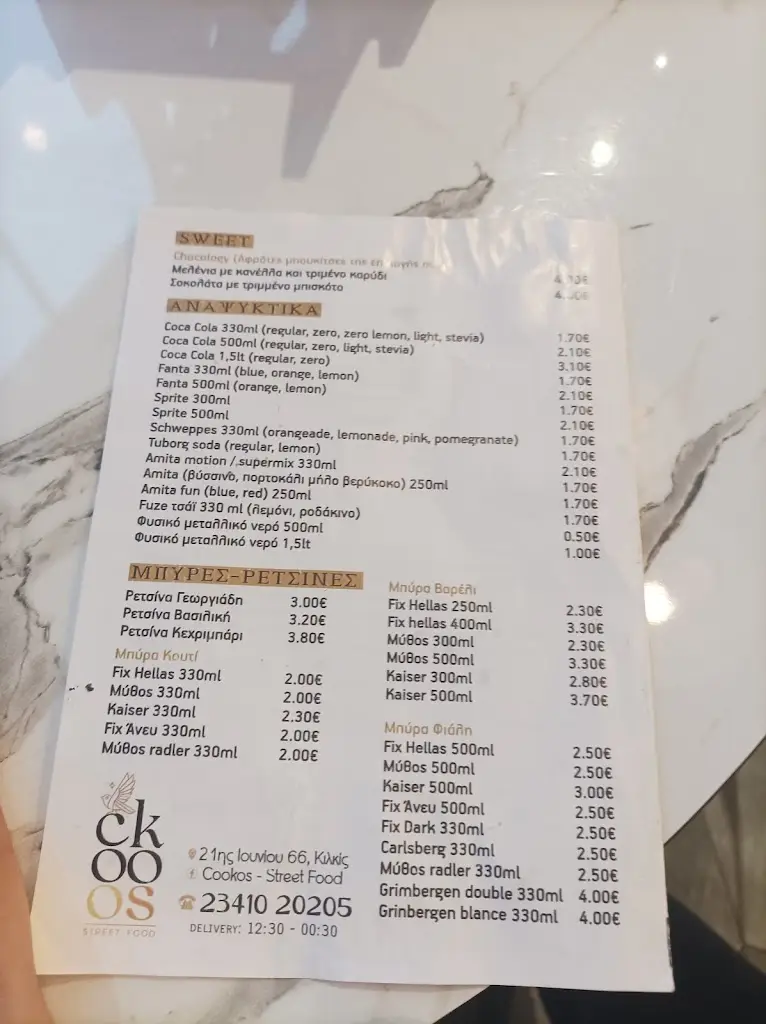 SWEET
Chocology (Αφράτες μπουκίτσες της επιλογής
Μελένια με κανέλλα και τριμένο καρύδι
Σοκολάτα με τριμμένο μπισκότο
ΑΝΑΨΥΚΤΙΚΑ
Coca Cola 330ml (regular, zero, zero lemon, light, stevia) 1.70€
Coca Cola 500ml (regular, zero, light, stevia) 2.10€
Coca Cola 1,5lt (regular, zero) 3.10€
Fanta 330ml (blue, orange, lemon) 1.70€
Fanta 500ml (orange, lemon) 2.10€
Sprite 300ml 1.70€
Sprite 500ml 2.10€
Schweppes 330ml (orangeade, lemonade, pink, pomegranate) 1.70€
Tuborg soda (regular, lemon) 1.70€
Amita motion /supermix 330ml 2.10€
Amita (βύσσινο, πορτοκάλι μήλο βερύκοκο) 250ml 1.70€
Amita fun (blue, red) 250ml 1.70€
Fuze τσάϊ 330 ml (λεμόνι, ροδάκινο) 1.70€
Φυσικό μεταλλικό νερό 500ml 0.50€
Φυσικό μεταλλικό νερό 1,5lt 1.00€
ΜΠΥΡΕΣ-ΡΕΤΣΙΝΕΣ
Ρετσίνα Γεωργιάδη 3.00€
Ρετσίνα Βασιλική 3.20€
Ρετσίνα Κεχριμπάρι 3.80€
Μπύρα Κουτί
Fix Hellas 330ml 2.00€
Μύθος 330ml 2.00€
Kaiser 330ml 2.30€
Fix Άνευ 330ml 2.00€
Μύθος radler 330ml 2.00€
Μπύρα Βαρέλι
Fix Hellas 250ml 2.30€
Fix hellas 400ml 3.30€
Μύθος 300ml 2.30€
Μύθος 500ml 3.30€
Kaiser 300ml 2.80€
Kaiser 500ml 3.70€
Μπύρα Φιάλη
Fix Hellas 500ml 2.50€
Μύθος 500ml 2.50€
Kaiser 500ml 3.00€
Fix Άνευ 500ml 2.50€
Fix Dark 330ml 2.50€
Carlsberg 330ml 2.50€
Μύθος radler 330ml 2.50€
Grimbergen double 330ml 4.00€
Grinbergen blance 330ml 4.00€
ck
oo
os
STREET FOOD
21ης Ιουνίου 66, Κιλκίς
Cookos - Street Food
23410 20205
DELIVERY: 12:30 - 00:30